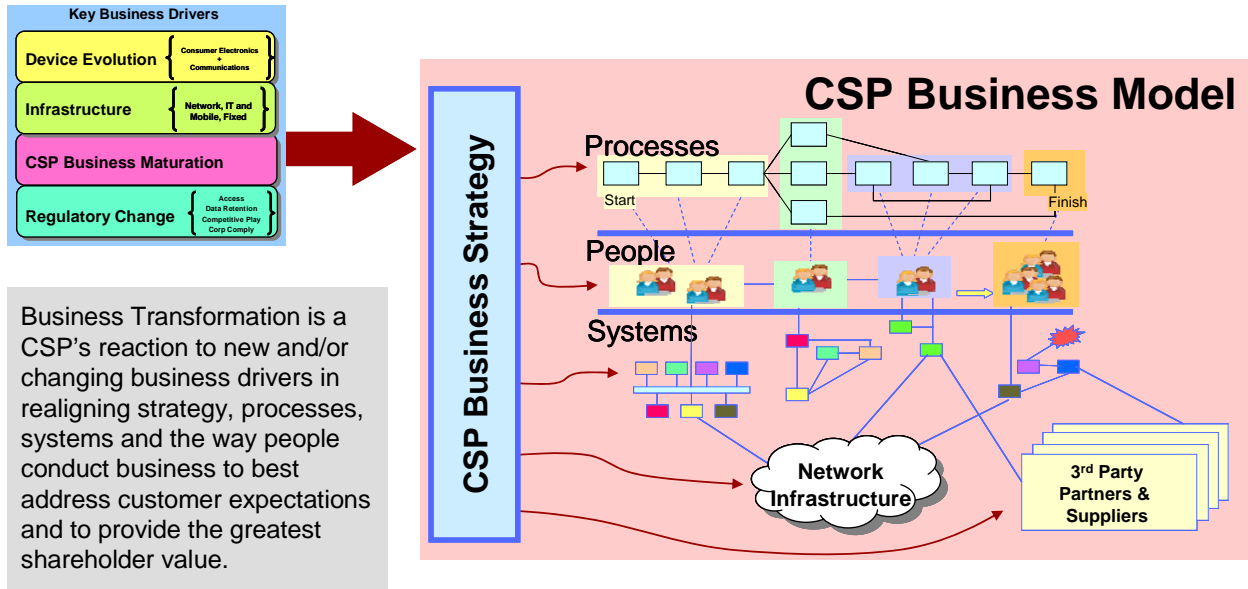 Key Business Drivers
Device Evolution
Consumer Electronics
+
Communications
Infrastructure
Network, IT and
Mobile, Fixed
CSP Business Maturation
Regulatory Change
Access
Data Retention
Competitive Play
Corp Comply
Business Transformation is a
CSP's reaction to new and/or
changing business drivers in
realigning strategy, processes,
systems and the way people
conduct business to best
address customer expectations
and to provide the greatest
shareholder value.
CSP Business Strategy
CSP Business Model
Processes
Start
Finish
People
Systems
Network
Infrastructure
3rd Party
Partners &
Suppliers